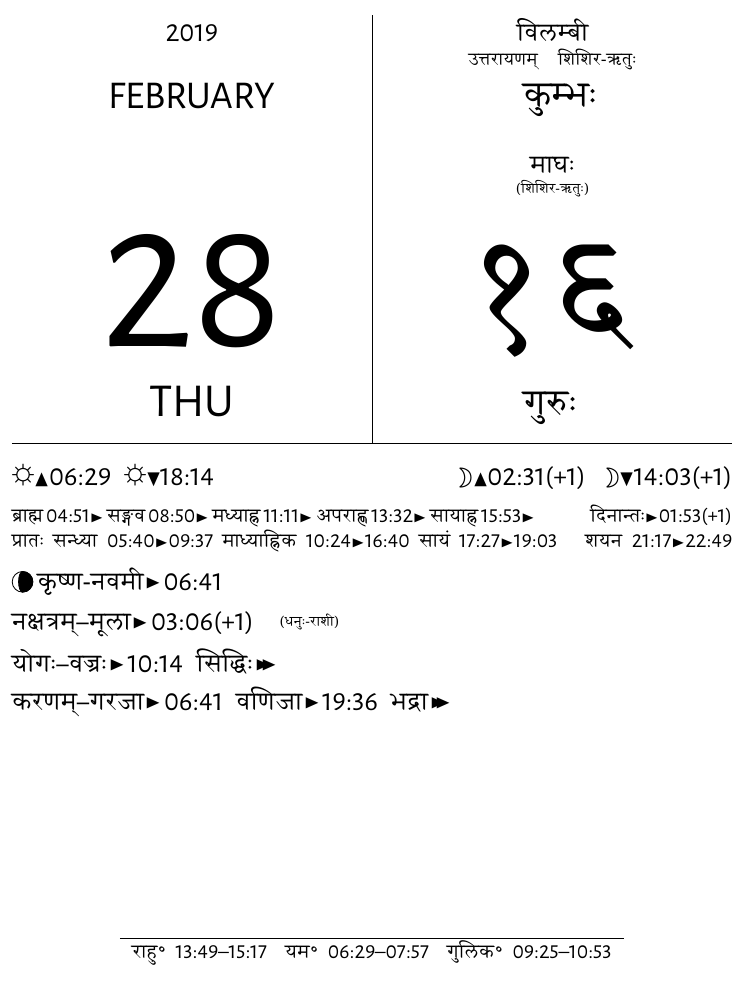 2019
FEBRUARY
28
THU
विलम्बी
उत्तरायणम् शिशिर-ऋतुः
कुम्भः
माघः
(शिशिर-ऋतुः)
१६
गुरुः
☼▲06:29 ☼▼18:14 ☽▲02:31(+1) ☽▼14:03(+1)
ब्राह्म 04:51► सङ्गव 08:50► मध्याह्न 11:11► अपराह्ण 13:32► सायाह्न 15:53► दिनान्तः►01:53(+1)
प्रातः सन्ध्या 05:40►09:37 माध्याह्निक 10:24►16:40 सायं 17:27►19:03 शयन 21:17►22:49
कृष्ण-नवमी► 06:41
नक्षत्रम्–मूला► 03:06(+1) (धनुः-राशी)
योगः–वज्रः►10:14 सिद्धिः►►
करणम्–गरजा► 06:41 वणिजा►19:36 भद्रा►►
राहु° 13:49–15:17 यम° 06:29–07:57 गुलिक° 09:25–10:53